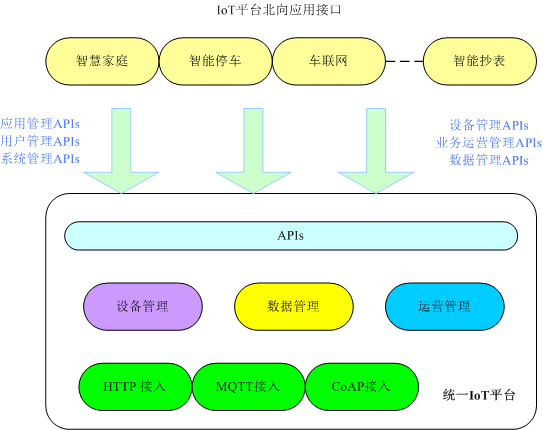 IoT平台北向应用接口
智慧家庭
智能停车
车联网
智能抄表
应用管理APIs
用户管理APIs
系统管理APIs
设备管理APIs
业务运营管理APIs
数据管理APIs
APIs
设备管理
数据管理
运营管理
HTTP 接入
MQTT接入
CoAP接入
统一IoT平台